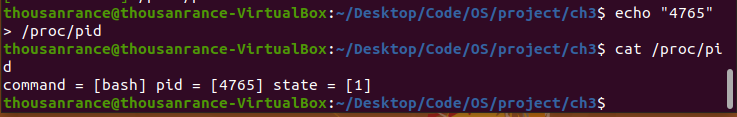 thousanrance@thousanrance-VirtualBox:~/Desktop/Code/OS/project/ch3$ echo "4765"
> /proc/pid
thousanrance@thousanrance-VirtualBox:~/Desktop/Code/OS/project/ch3$ cat /proc/pi
d
command = [bash] pid = [4765] state = [1]
thousanrance@thousanrance-VirtualBox:~/Desktop/Code/OS/project/ch3$